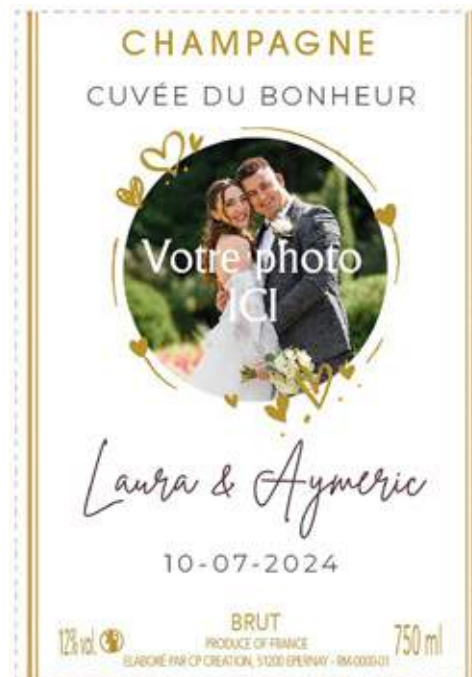 CHAMPAGNE
CUVÉE DU BONHEUR
Votre photo
ICI
Laura & Aymeric
10-07-2024
12% vol. BRUT 750 ml
PRODUCE OF FRANCE
ELABORÉ PAR CP CREATION, 51200 EPERNAY - RM-0000-01